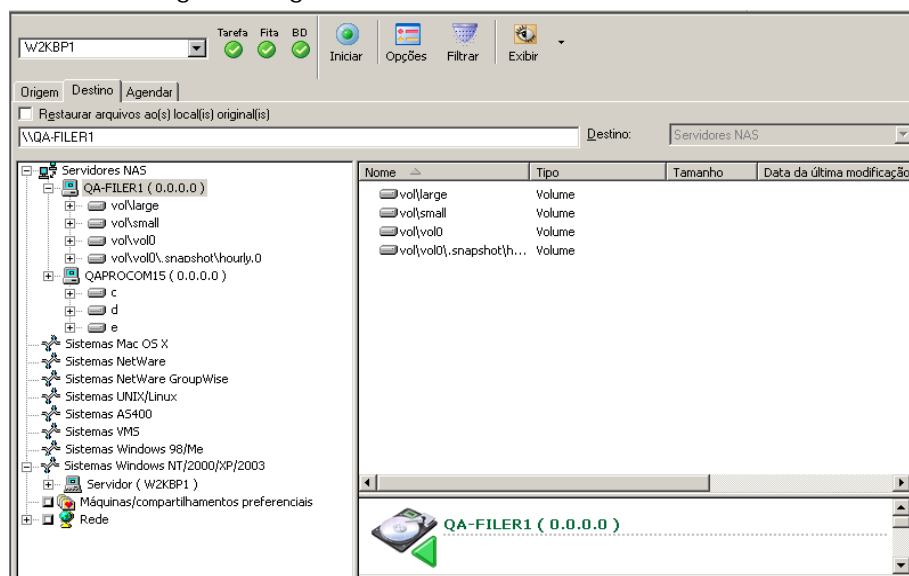 Tarefa Fita BD
W2KBP1
Iniciar Opções Filtrar Exibir
Origem Destino Agendar
Restaurar arquivos ao(s) local(is) original(is)
\\QA-FILER1 Destino: Servidores NAS
Servidores NAS
QA-FILER1 ( 0.0.0.0 )
vol\large
vol\small
vol\vol0
vol\vol0\.snapshot\hourly.0
QAPROCOM15 ( 0.0.0.0 )
c
d
e
Sistemas Mac OS X
Sistemas NetWare
Sistemas NetWare GroupWise
Sistemas UNIX/Linux
Sistemas AS400
Sistemas VMS
Sistemas Windows 98/Me
Sistemas Windows NT/2000/XP/2003
Servidor ( W2KBP1 )
Máquinas/compartilhamentos preferenciais
Rede
Nome Tipo Tamanho Data da última modificação
vol\large Volume
vol\small Volume
vol\vol0 Volume
vol\vol0\.snapshot\h... Volume
QA-FILER1 ( 0.0.0.0 )